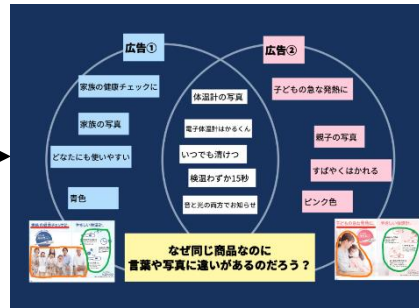 広告①
広告②
家族の健康チェックに
家族の写真
どなたにも使いやすい
青色
体温計の写真
電子体温計はかるくん
いつでも清けつ
検温わずか15秒
音と光の両方でお知らせ
子どもの急な発熱に
親子の写真
すばやくはかれる
ピンク色
なぜ同じ商品なのに
言葉や写真に違いがあるのだろう？